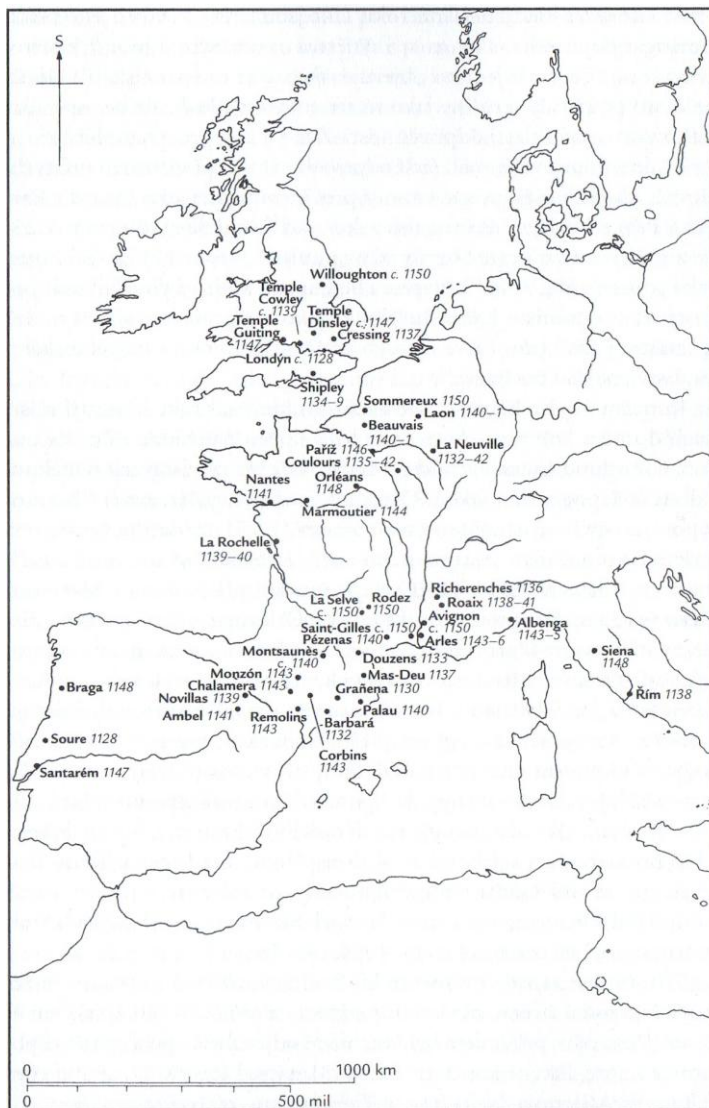 S
Willoughton c. 1150
Temple
Cowley
c. 1139
Temple
Dinsley c. 1147
Temple
Guiting
1147
Cressing 1137
Londýn c. 1128
Shipley
1134–9
Sommereux 1150
Laon 1140–1
Beauvais
1140–1
Paříž 1146
La Neuville
1132–42
Coulours 1135–42
Orléans
1148
Nantes
1141
Marmoutier 1144
La Rochelle
1139–40
La Selve
c. 1150
Rodez
1150
Richerenches 1136
Roaix 1138–41
Avignon
c. 1150
Saint-Gilles c. 1150
Arles 1143–6
Albenga
1143–5
Pézenas 1140
Montsaunès
c. 1140
Douzens 1133
Siena
1148
Mas-Deu 1137
Monzón 1143
Chalamera 1143
Grañena 1130
Řím 1138
Braga 1148
Novillas 1139
Palau 1140
Ambel 1141
Remolins
1143
Barbará
1132
Corbins
1143
Soure 1128
Santarém 1147
1000 km
0
500 mil